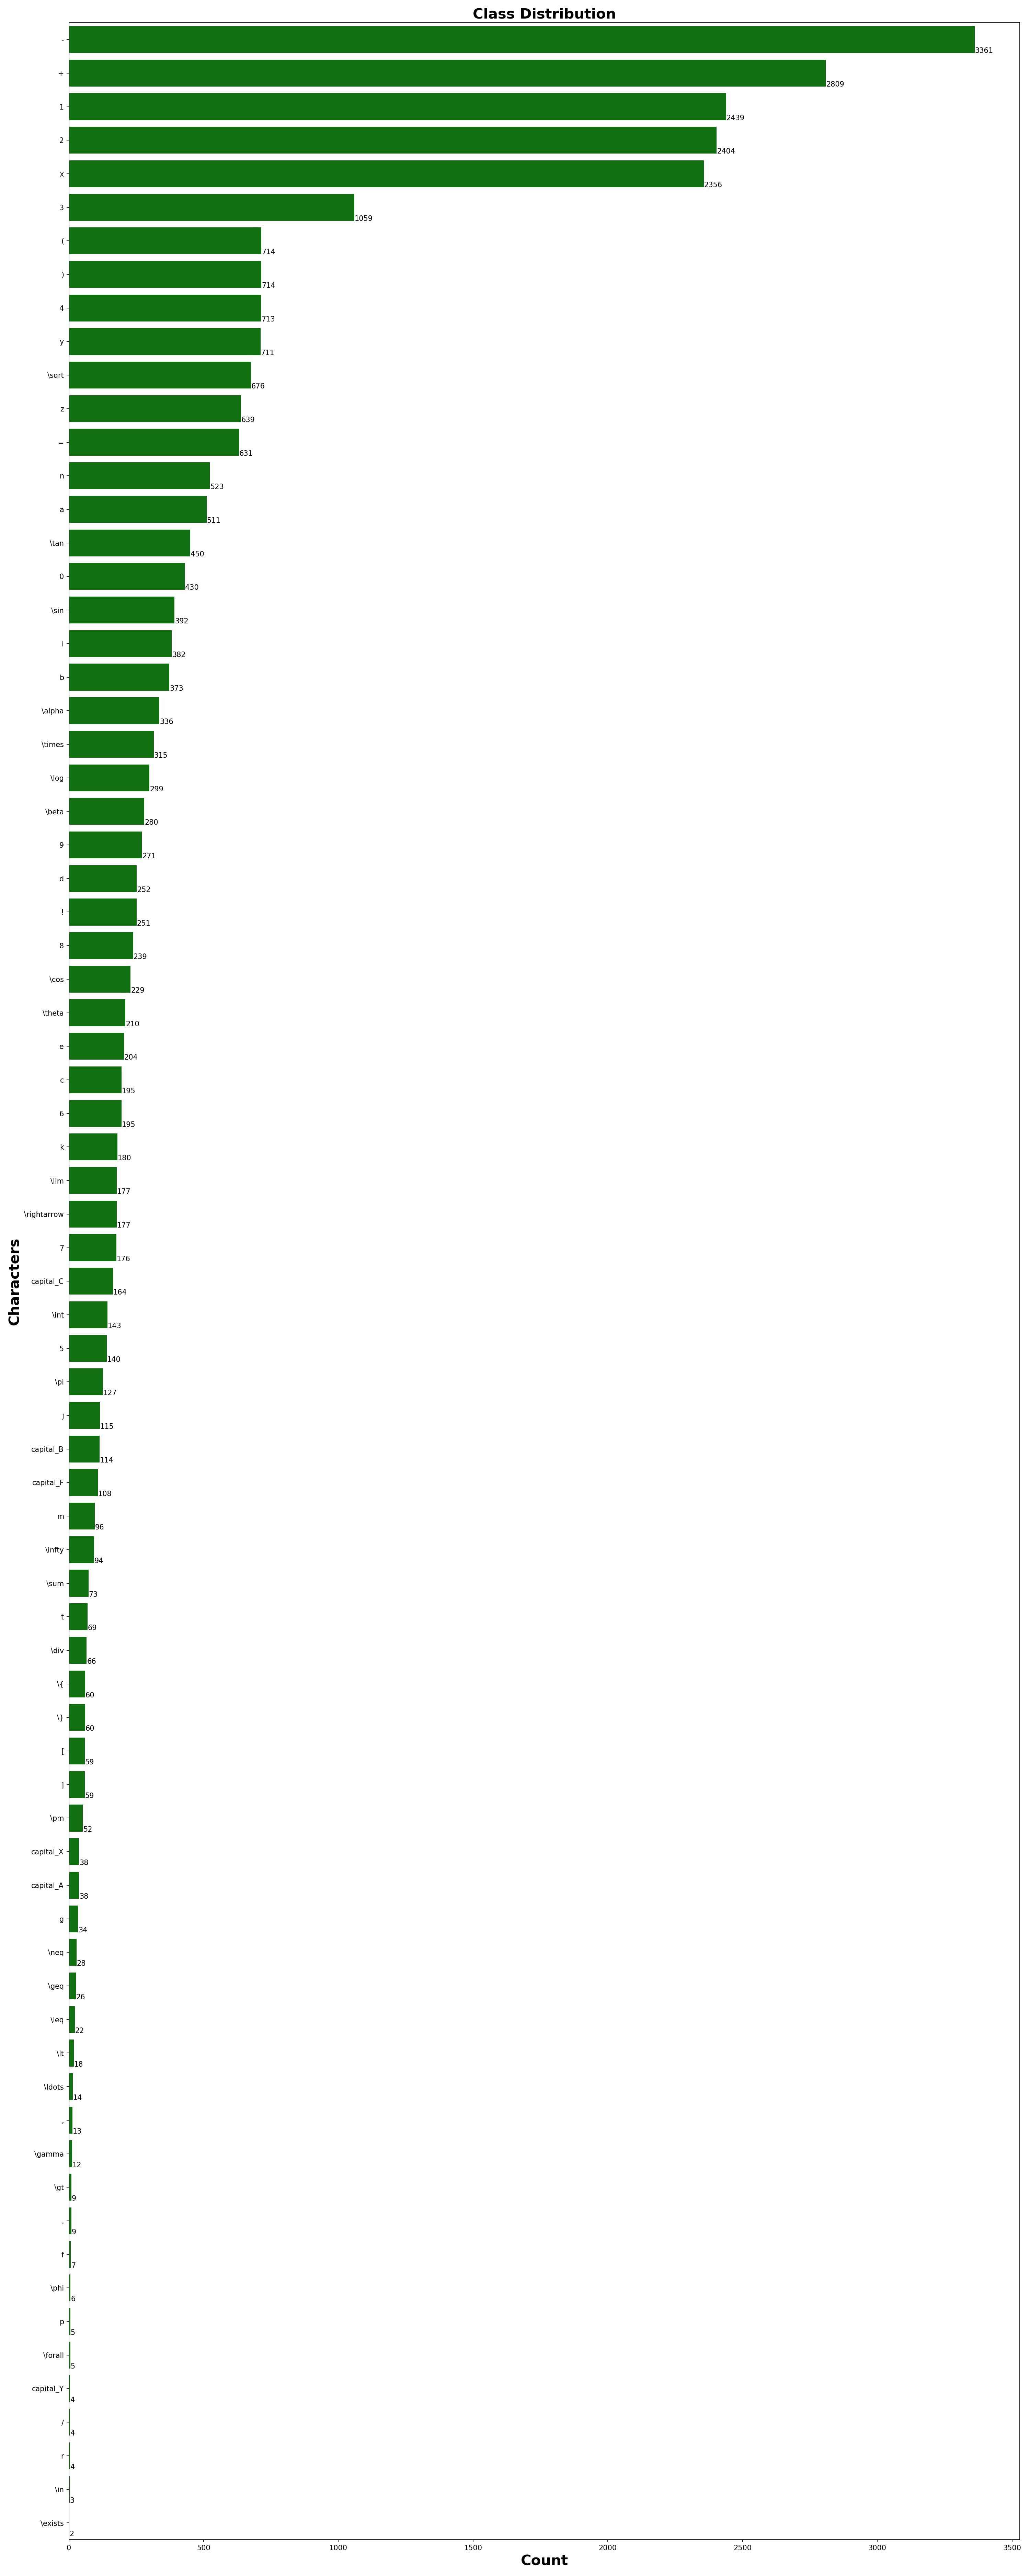 Class Distribution
- 3361
+ 2809
1 2439
2 2404
x 2356
3 1059
( 714
) 714
4 713
y 711
\sqrt 676
z 639
= 631
n 523
a 511
\tan 450
0 430
\sin 392
i 382
b 373
\alpha 336
\times 315
\log 299
\beta 280
9 271
d 252
! 251
8 239
\cos 229
\theta 210
e 204
c 195
6 195
k 180
\lim 177
\rightarrow 177
7 176
capital_C 164
\int 143
5 140
\pi 127
j 115
capital_B 114
capital_F 108
m 96
\infty 94
\sum 73
t 69
\div 66
\{ 60
\} 60
[ 59
] 59
\pm 52
capital_X 38
capital_A 38
g 34
\neq 28
\geq 26
\leq 22
\lt 18
\ldots 14
, 13
\gamma 12
\gt 9
. 9
f 7
\phi 6
p 5
\forall 5
capital_Y 4
/ 4
r 4
\in 3
\exists 2
0 500 1000 1500 2000 2500 3000 3500
Count
Characters